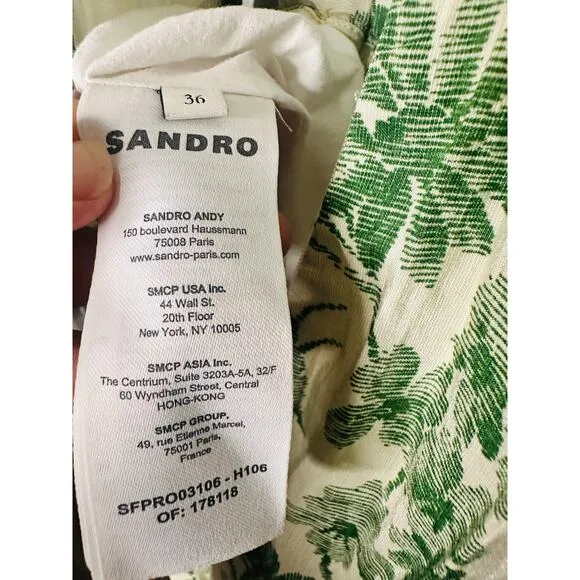 36
SANDRO
SANDRO ANDY
150 boulevard Haussmann
75008 Paris
www.sandro-paris.com
SMCP USA Inc.
44 Wall St.
20th Floor
New York, NY 10005
SMCP ASIA Inc.
The Centrium, Suite 3203A-5A, 32/F
60 Wyndham Street, Central
HONG-KONG
SMCP GROUP.
49, rue Etienne Marcel,
75001 Paris,
France
SFPRO03106 - H106
OF: 178118